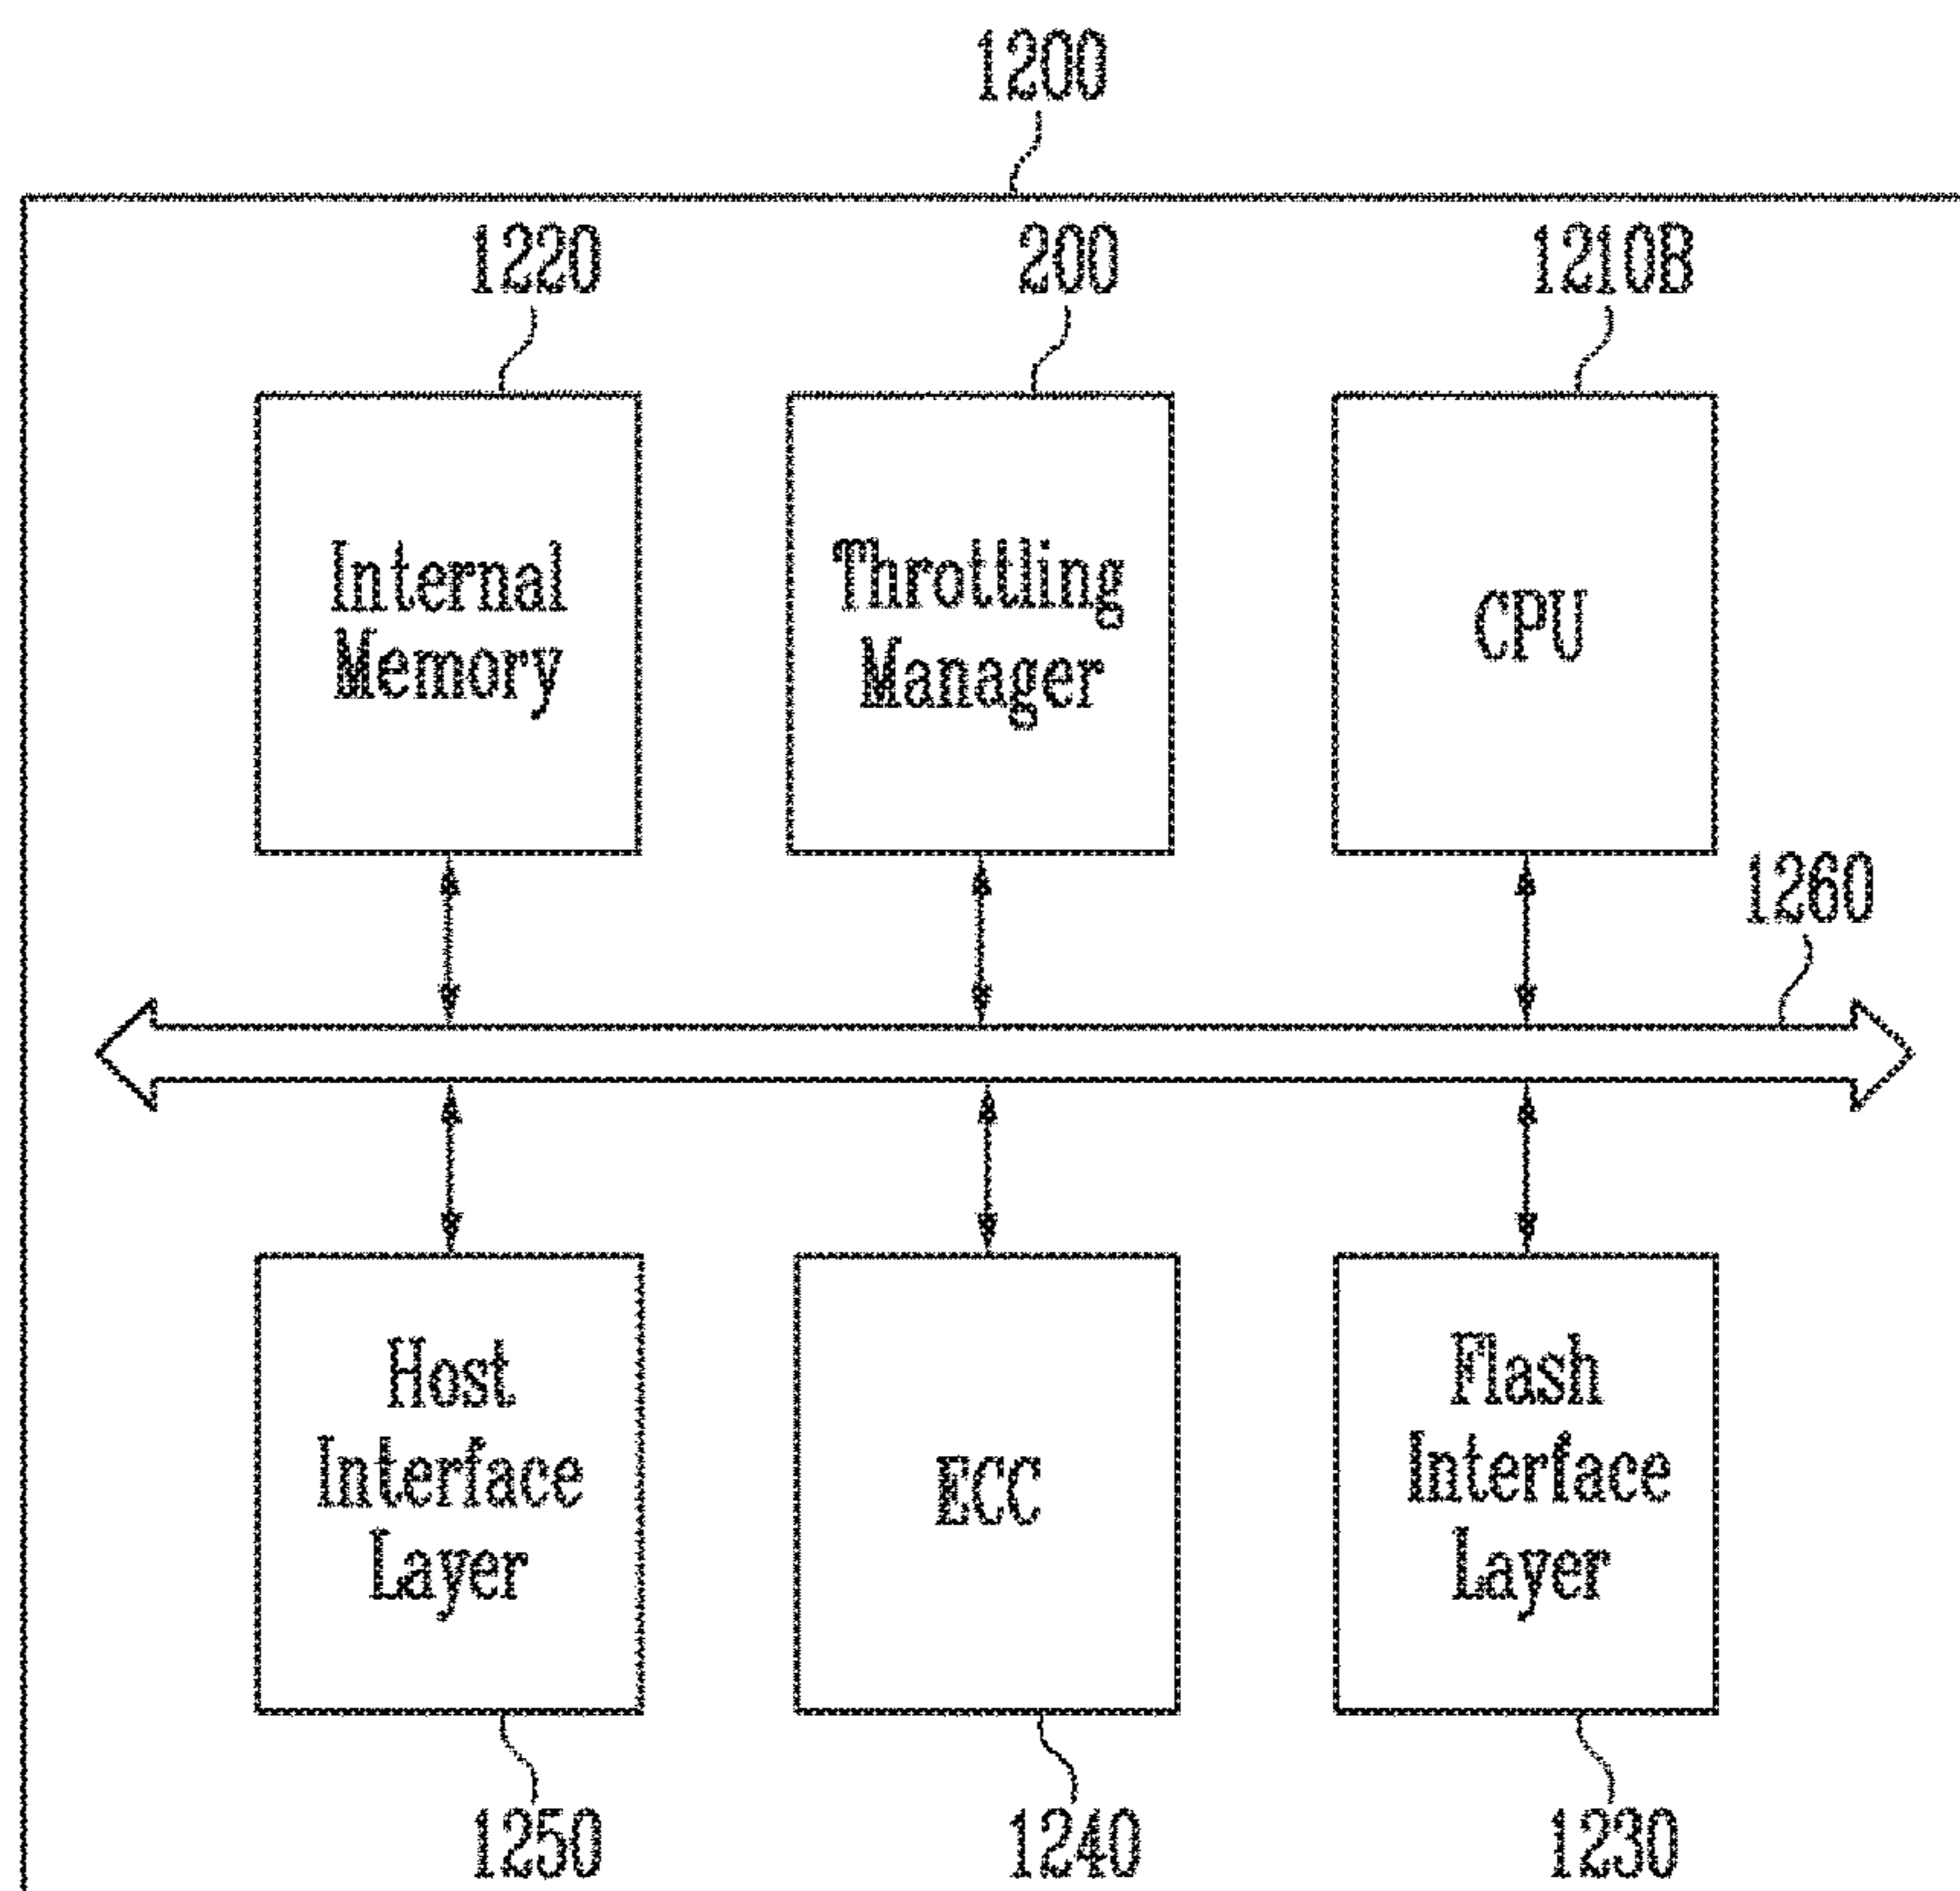 1200
1220
200
1210B
Internal
Memory
Throttling
Manager
CPU
1260
Host
Interface
Layer
ECC
Flash
Interface
Layer
1250
1240
1230